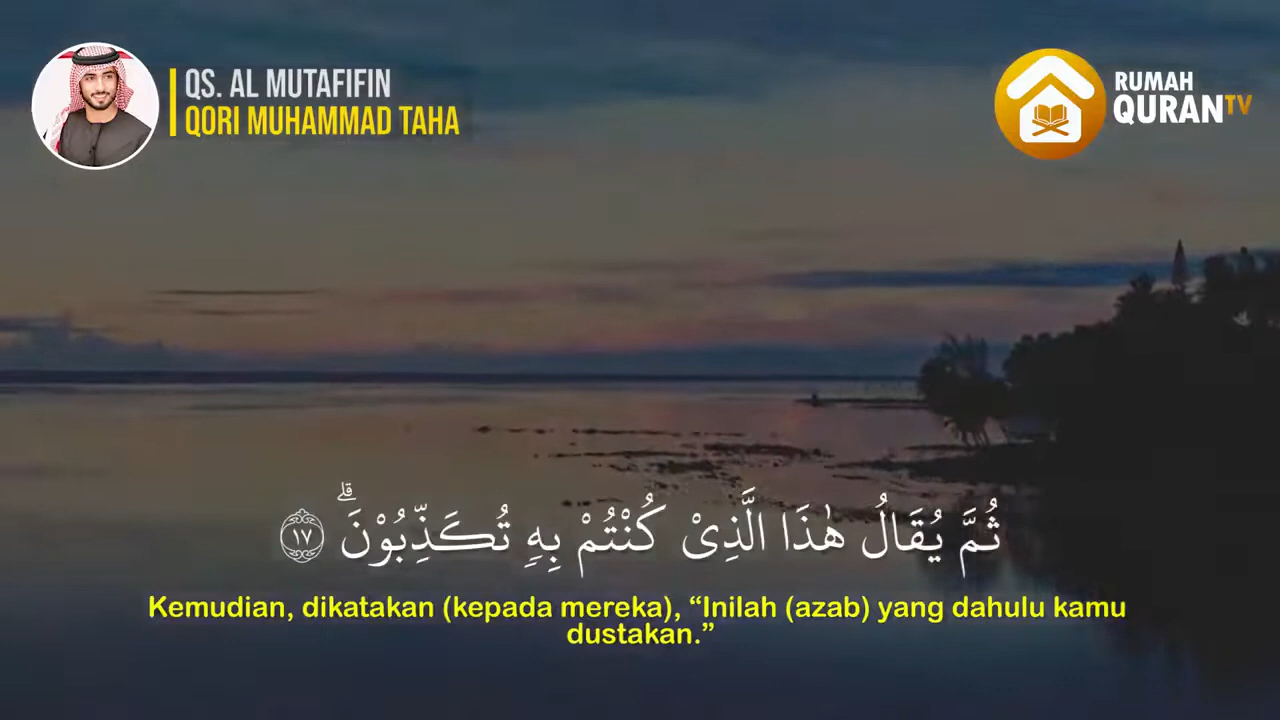 QS. AL MUTAFIFIN
QORI MUHAMMAD TAHA
RUMAH
QURANTV
ثُمَّ يُقَالُ هٰذَا الَّذِيْ كُنْتُمْ بِهٖ تُكَذِّبُوْنَۗ ١٧
Kemudian, dikatakan (kepada mereka), “Inilah (azab) yang dahulu kamu
dustakan.”